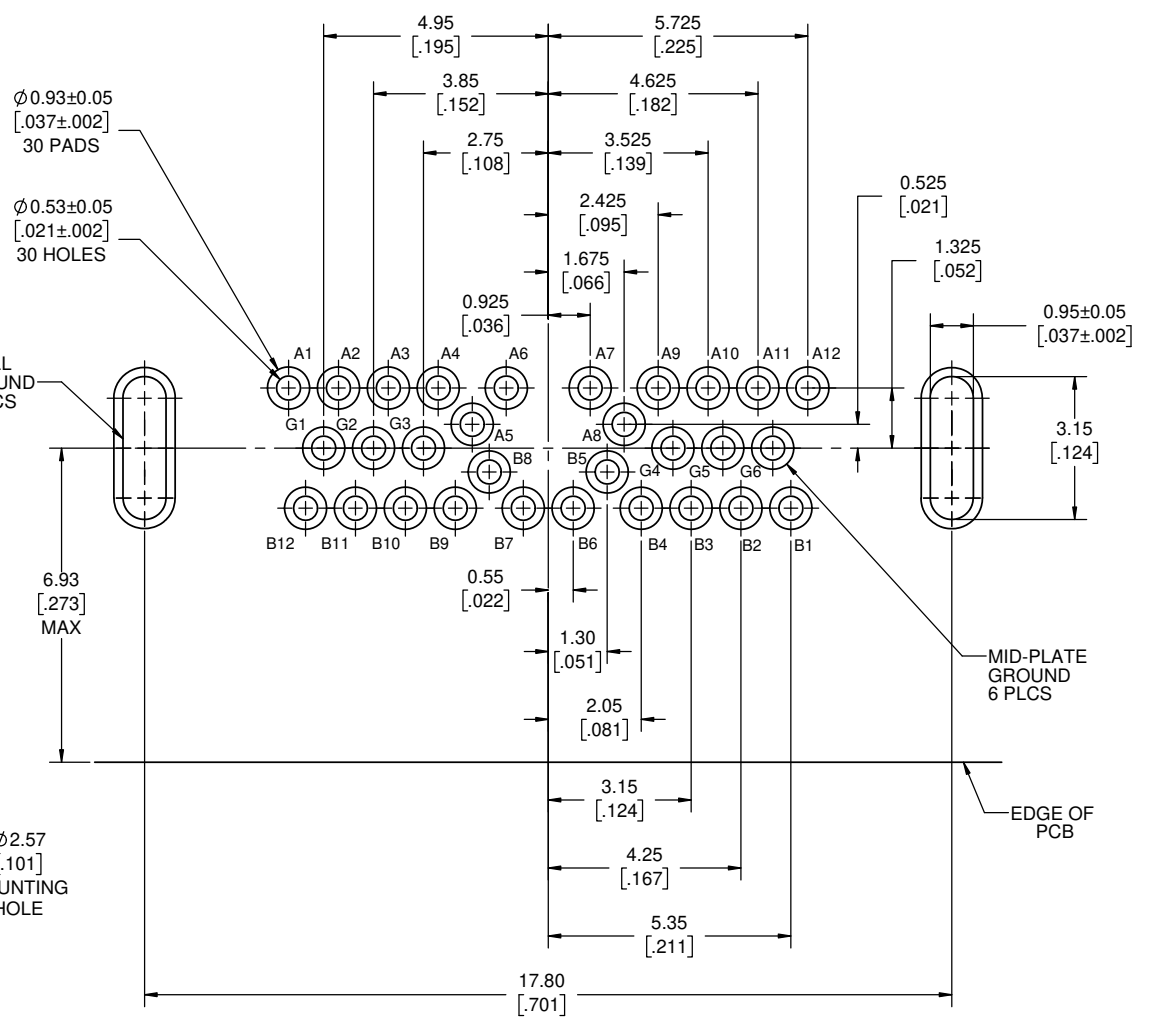 4.95
[.195]
5.725
[.225]
3.85
[.152]
4.625
[.182]
Ø0.93±0.05
[.037±.002]
30 PADS
2.75
[.108]
3.525
[.139]
0.525
[.021]
Ø0.53±0.05
[.021±.002]
30 HOLES
2.425
[.095]
1.325
[.052]
1.675
[.066]
0.925
[.036]
0.95±0.05
[.037±.002]
A1 A2 A3 A4 A6 A7 A9 A10 A11 A12
G1 G2 G3 A5 A8
B8 B5 G4 G5 G6
3.15
[.124]
B12 B11 B10 B9 B7 B6 B4 B3 B2 B1
6.93
[.273]
MAX
0.55
[.022]
1.30
[.051]
MID-PLATE
GROUND
6 PLCS
2.05
[.081]
3.15
[.124]
EDGE OF
PCB
Ø2.57
[.101]
HOLE
4.25
[.167]
5.35
[.211]
17.80
[.701]